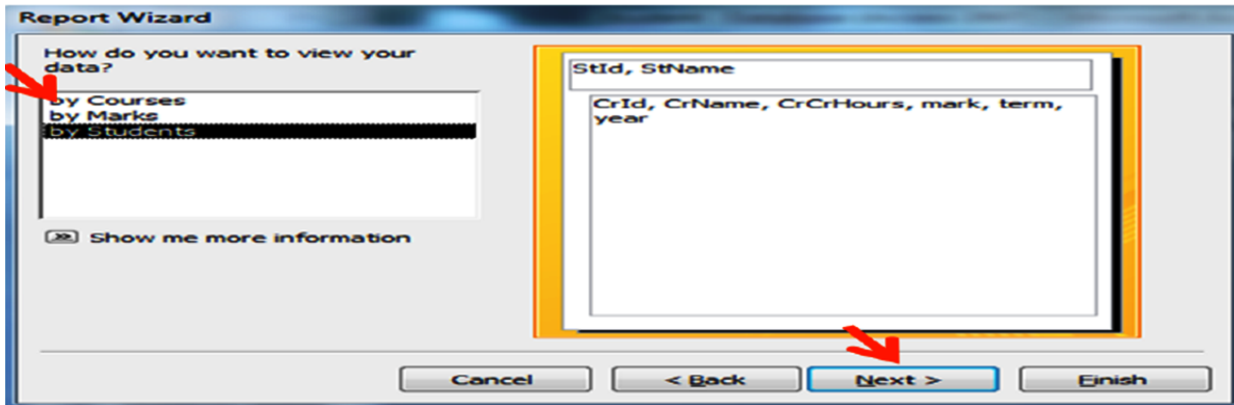 Report Wizard
How do you want to view your
data?
by Courses
by Marks
by Students
Show me more information
StId, StName
CrId, CrName, CrCrHours, mark, term,
year
Cancel
< Back
Next >
Finish